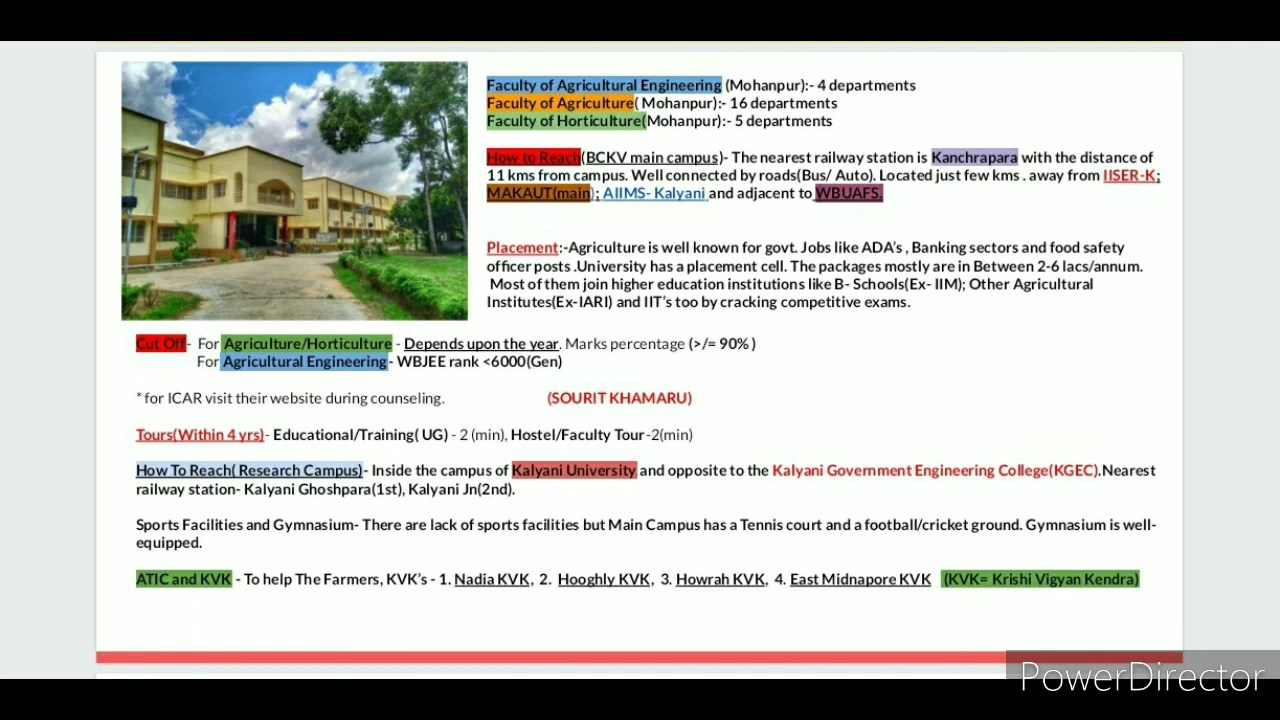 Faculty of Agricultural Engineering (Mohanpur):- 4 departments
Faculty of Agriculture( Mohanpur):- 16 departments
Faculty of Horticulture(Mohanpur):- 5 departments
How to Reach(BCKV main campus)- The nearest railway station is Kanchrapara with the distance of
11 kms from campus. Well connected by roads(Bus/ Auto). Located just few kms . away from IISER-K;
MAKAUT(main); AIIMS- Kalyani and adjacent to WBUAFS.
Placement:-Agriculture is well known for govt. Jobs like ADA's , Banking sectors and food safety
officer posts .University has a placement cell. The packages mostly are in Between 2-6 lacs/annum.
Most of them join higher education institutions like B- Schools(Ex- IIM); Other Agricultural
Institutes(Ex-IARI) and IIT's too by cracking competitive exams.
Cut Off- For Agriculture/Horticulture - Depends upon the year. Marks percentage (>/= 90% )
For Agricultural Engineering- WBJEE rank <6000(Gen)
* for ICAR visit their website during counseling. (SOURIT KHAMARU)
Tours(Within 4 yrs)- Educational/Training( UG) - 2 (min), Hostel/Faculty Tour-2(min)
How To Reach( Research Campus)- Inside the campus of Kalyani University and opposite to the Kalyani Government Engineering College(KGEC).Nearest
railway station- Kalyani Ghoshpara(1st), Kalyani Jn(2nd).
Sports Facilities and Gymnasium- There are lack of sports facilities but Main Campus has a Tennis court and a football/cricket ground. Gymnasium is well-
equipped.
ATIC and KVK - To help The Farmers, KVK's - 1. Nadia KVK, 2. Hooghly KVK, 3. Howrah KVK, 4. East Midnapore KVK (KVK= Krishi Vigyan Kendra)
PowerDirector